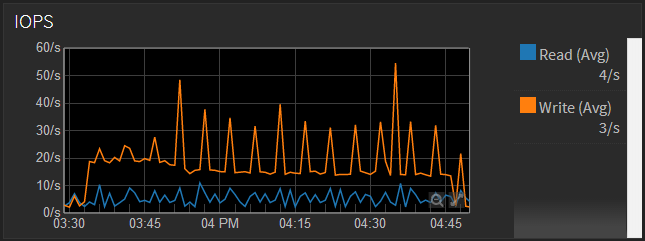 IOPS
60/s
50/s
40/s
30/s
20/s
10/s
0/s
03:30 03:45 04 PM 04:15 04:30 04:45
Read (Avg)
4/s
Write (Avg)
3/s